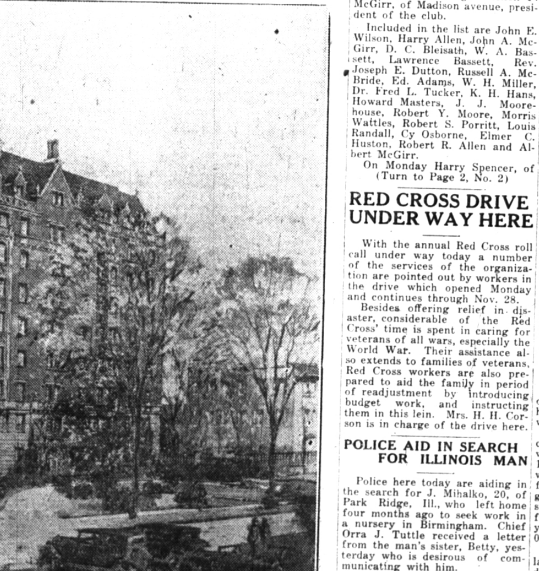 McGirr, of Madison avenue, presi-
dent of the club.
Included in the list are John E.
Wilson, Harry Allen, John A. Mc-
Girr, D. C. Bleisath, W. A. Bas-
sett, Lawrence Bassett, Rev.
Joseph E. Dutton, Russell A. Mc-
Bride, Ed. Adams, W. H. Miller,
Dr. Fred L. Tucker, K. H. Hans,
Howard Masters, J. J. Moore-
house, Robert Y. Moore, Morris
Wattles, Robert S. Porritt, Louis
Randall, Cy Osborne, Elmer C.
Huston, Robert R. Allen and Al-
bert McGirr.
On Monday Harry Spencer, of
(Turn to Page 2, No. 2)
RED CROSS DRIVE
UNDER WAY HERE
With the annual Red Cross roll
call under way today a number
of the services of the organiza-
tion are pointed out by workers in
the drive which opened Monday
and continues through Nov. 28.
Besides offering relief in dis-
aster, considerable of the Red
Cross' time is spent in caring for
veterans of all wars, especially the
World War. Their assistance al-
so extends to families of veterans.
Red Cross workers are also pre-
pared to aid the family in period
of readjustment by introducing
budget work, and instructing
them in this lein. Mrs. H. H. Cor-
son is in charge of the drive here.
POLICE AID IN SEARCH
FOR ILLINOIS MAN
Police here today are aiding in
the search for J. Mihalko, 20, of
Park Ridge, Ill., who left home
four months ago to seek work in
a nursery in Birmingham. Chief
Orra J. Tuttle received a letter
from the man's sister, Betty, yes-
terday who is desirous of com-
municating with him.